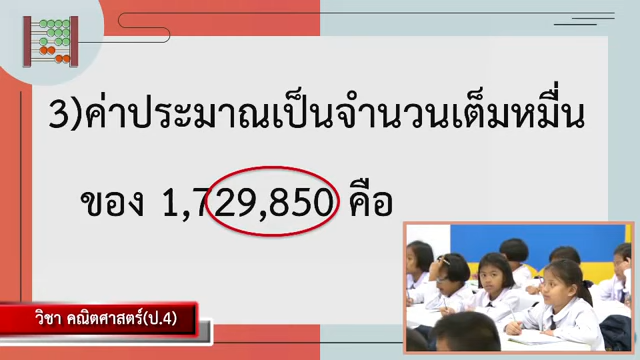 3)ค่าประมาณเป็นจำนวนเต็มหมื่น
ของ 1,729,850 คือ
วิชา คณิตศาสตร์(ป.4)